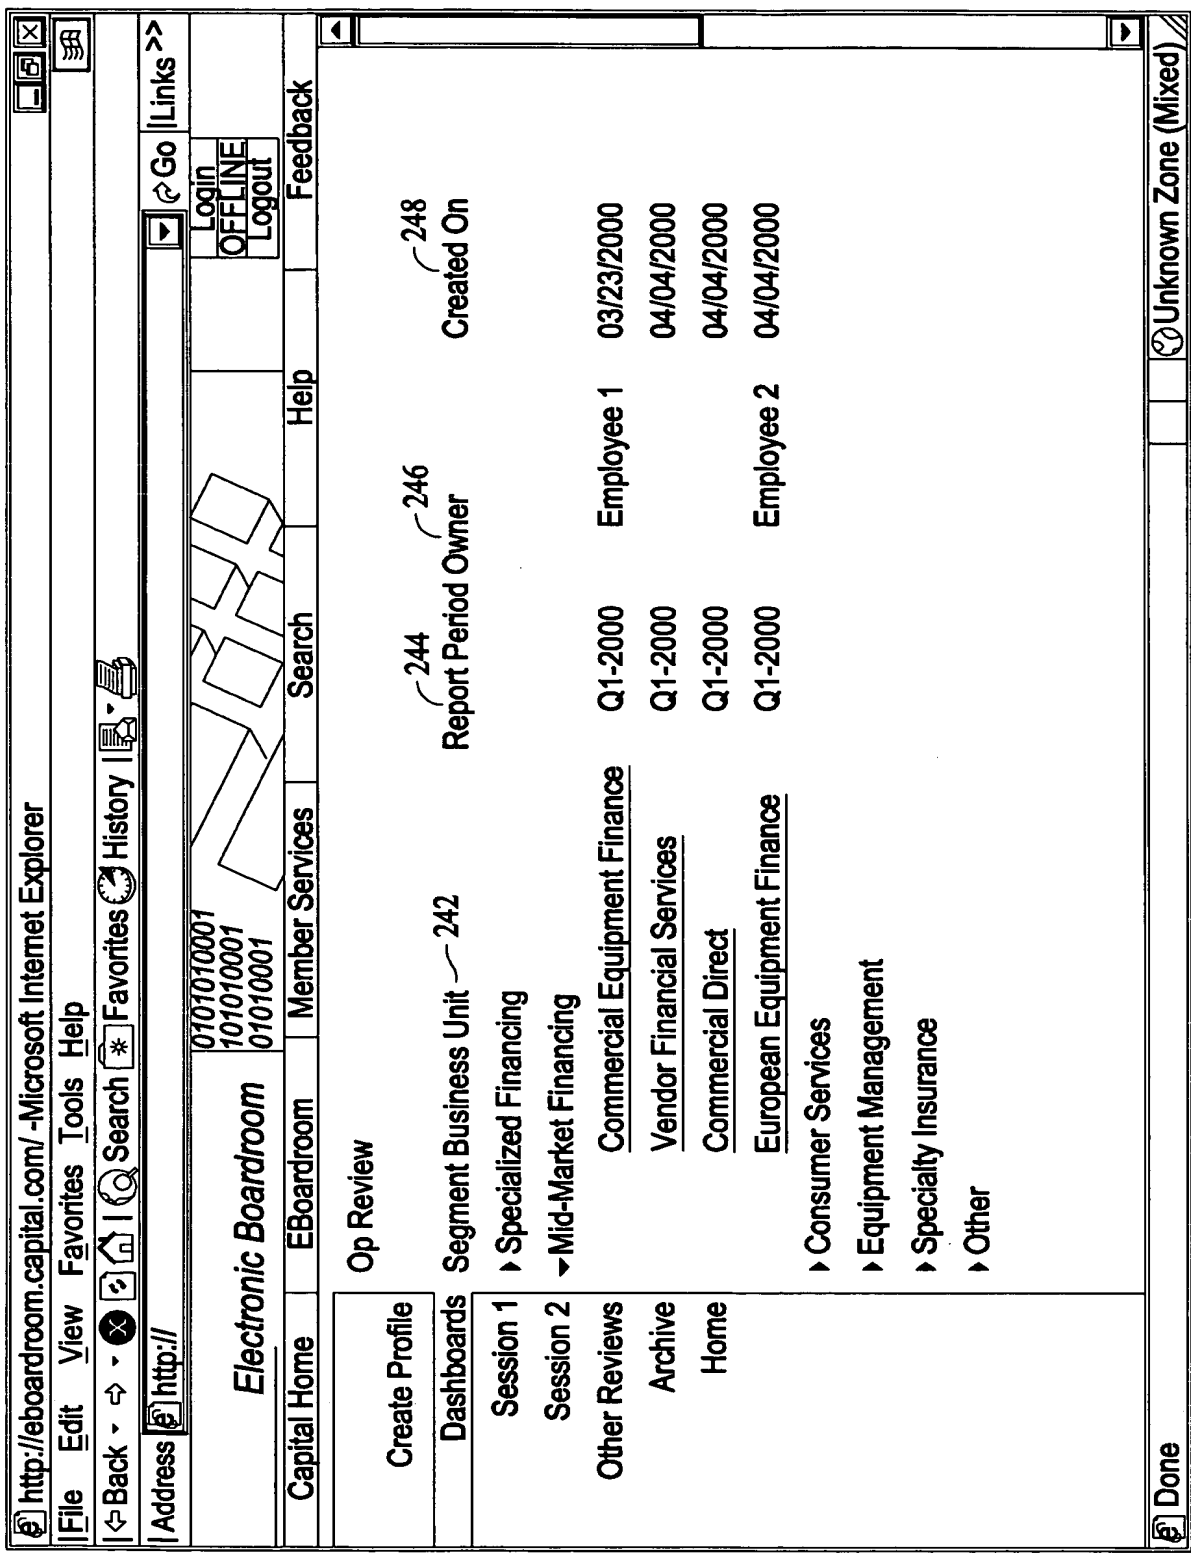 http://eboardroom.capital.com/ -Microsoft Internet Explorer
File Edit View Favorites Tools Help
Back Search Favorites History
Address http:// Go Links >>
Electronic Boardroom
0101010001
101010001
01010001
Login
OFFLINE
Logout
Capital Home EBoardroom Member Services Search Help Feedback
Create Profile
Dashboards
Session 1
Session 2
Other Reviews
Archive
Home
Op Review
242 244 246 248
Segment Business Unit Report Period Owner Created On
Specialized Financing
Mid-Market Financing
Commercial Equipment Finance Q1-2000 Employee 1 03/23/2000
Vendor Financial Services Q1-2000 04/04/2000
Commercial Direct Q1-2000 04/04/2000
European Equipment Finance Q1-2000 Employee 2 04/04/2000
Consumer Services
Equipment Management
Specialty Insurance
Other
Done Unknown Zone (Mixed)